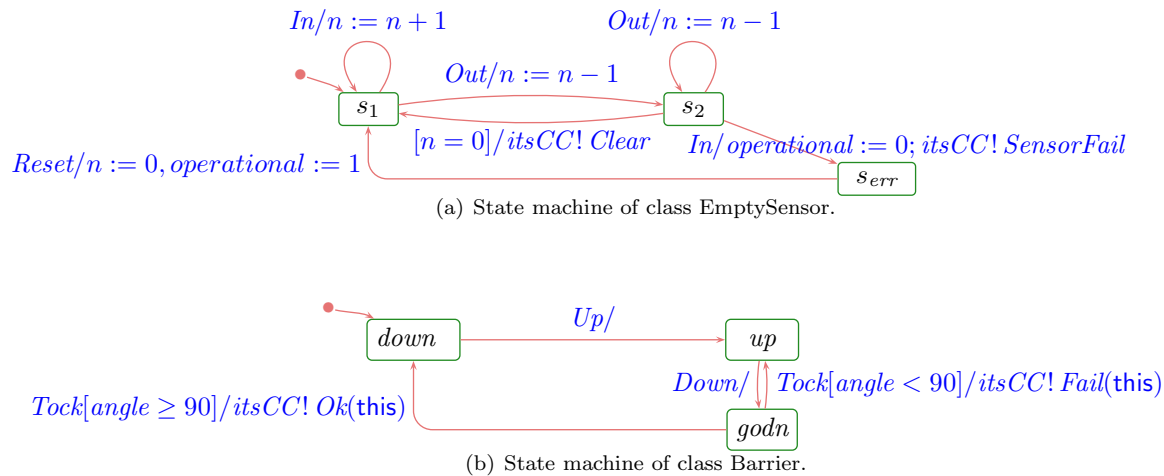 In/n := n + 1
Out/n := n − 1
Out/n := n − 1
s1
s2
[n = 0]/itsCC! Clear
In/operational := 0; itsCC! SensorFail
Reset/n := 0, operational := 1
serr
(a) State machine of class EmptySensor.
Up/
down
up
Down/
Tock[angle < 90]/itsCC! Fail(this)
Tock[angle ≥ 90]/itsCC! Ok(this)
godn
(b) State machine of class Barrier.